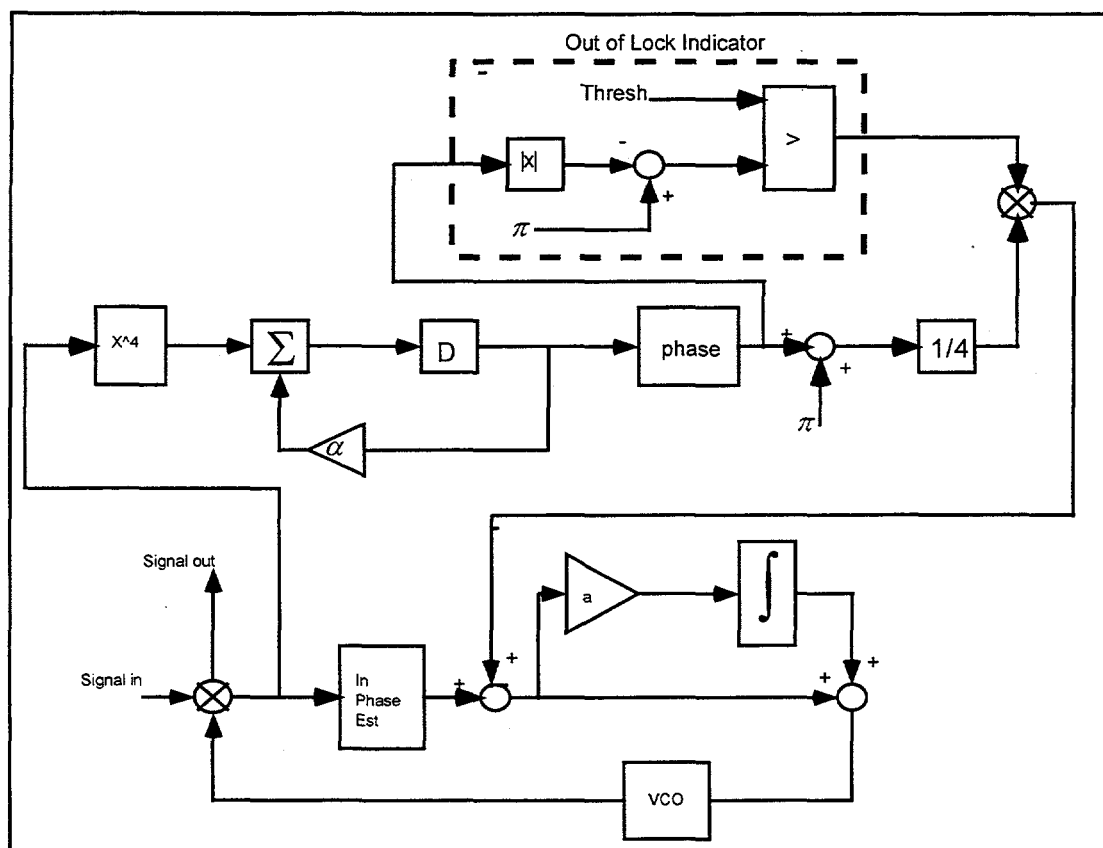 Out of Lock Indicator
-
Thresh
>
|x|
-
+
π
X^4
Σ
D
phase
+
+
π
1/4
α
Signal out
Signal in
In
Phase
Est
+
-
+
a
∫
+
+
VCO